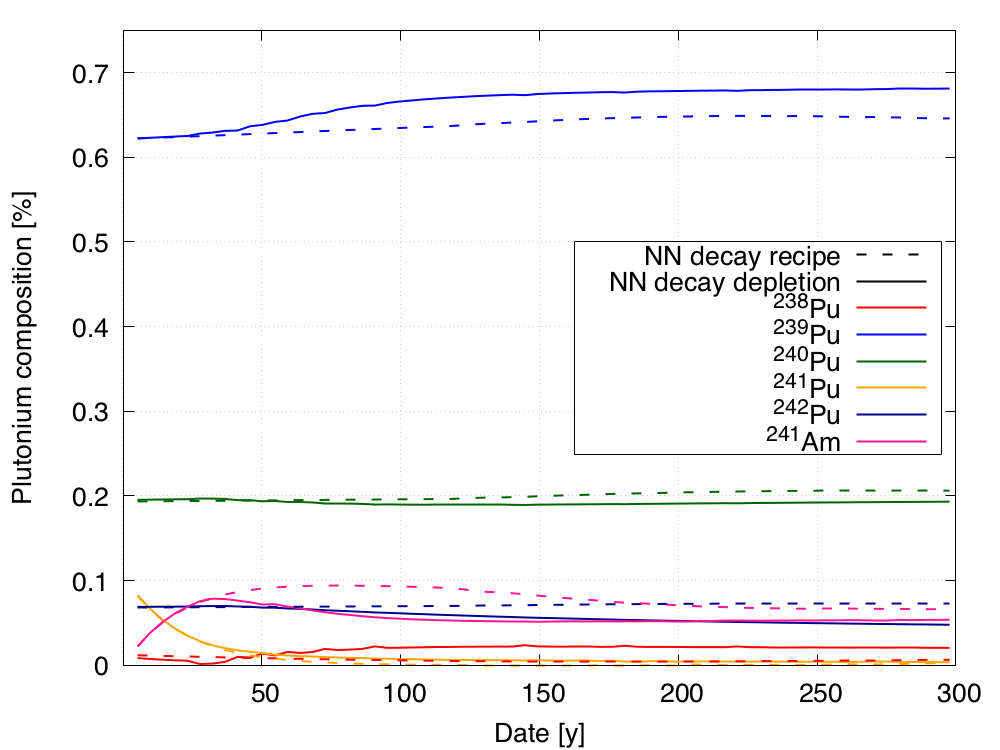 Plutonium composition [%]
0.7
0.6
0.5
0.4
0.3
0.2
0.1
0
NN decay recipe
NN decay depletion
²³⁸Pu
²³⁹Pu
²⁴⁰Pu
²⁴¹Pu
²⁴²Pu
²⁴¹Am
50 100 150 200 250 300
Date [y]